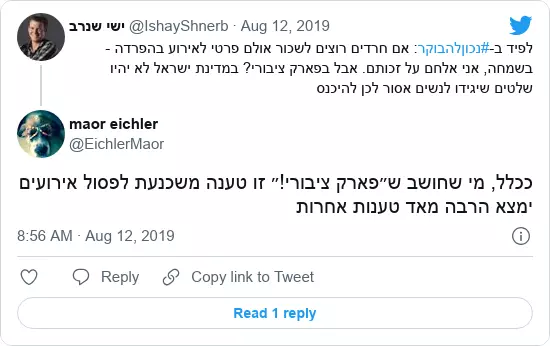 ישי שנרב @IshayShnerb · Aug 12, 2019
לפיד ב-#נכוןלהבוקר: אם חרדים רוצים לשכור אולם פרטי לאירוע בהפרדה -
בשמחה, אני אלחם על זכותם. אבל בפארק ציבורי? במדינת ישראל לא יהיו
שלטים שיגידו לנשים אסור לכן להיכנס
maor eichler
@EichlerMaor
ככלל, מי שחושב ש״פארק ציבורי!״ זו טענה משכנעת לפסול אירועים
ימצא הרבה מאד טענות אחרות
8:56 AM · Aug 12, 2019
Reply
Copy link to Tweet
Read 1 reply